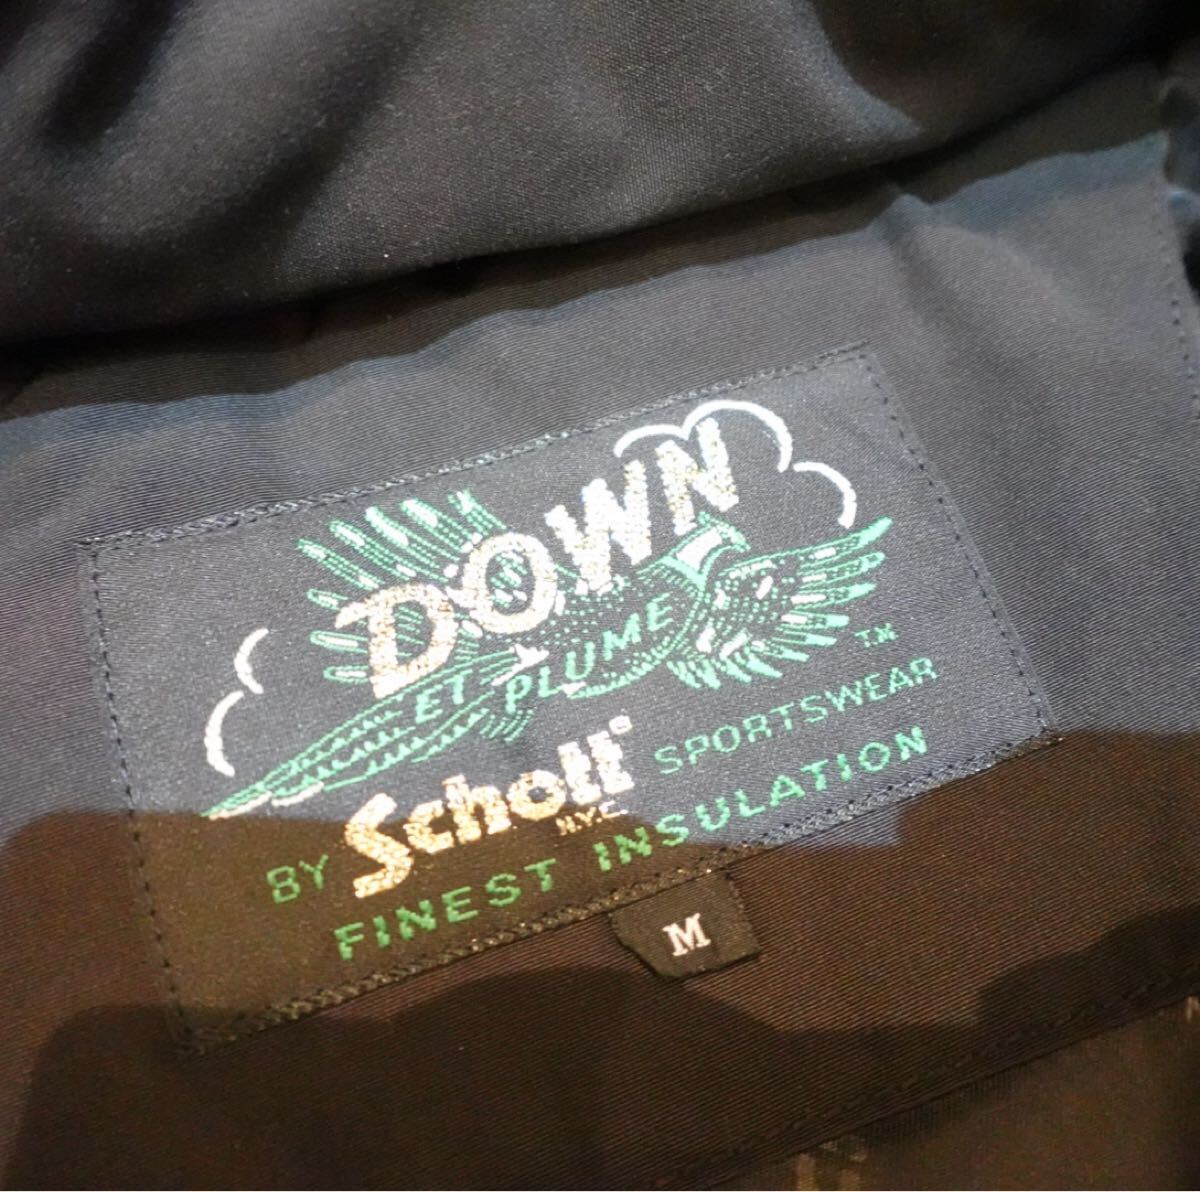 DOWN
ET PLUME
TM
BY Schott® SPORTSWEAR
N.Y.C.
FINEST INSULATION
M